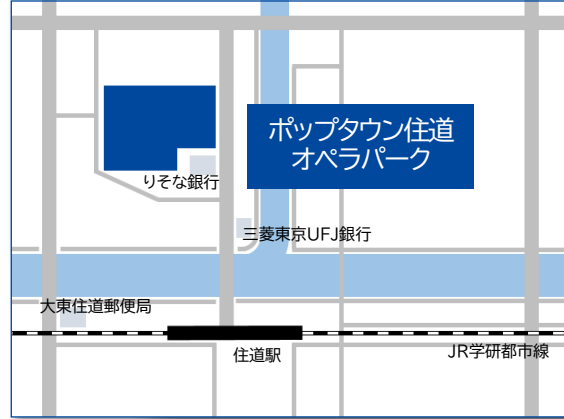 ポップタウン住道
オペラパーク
りそな銀行
三菱東京UFJ銀行
大東住道郵便局
住道駅
JR学研都市線